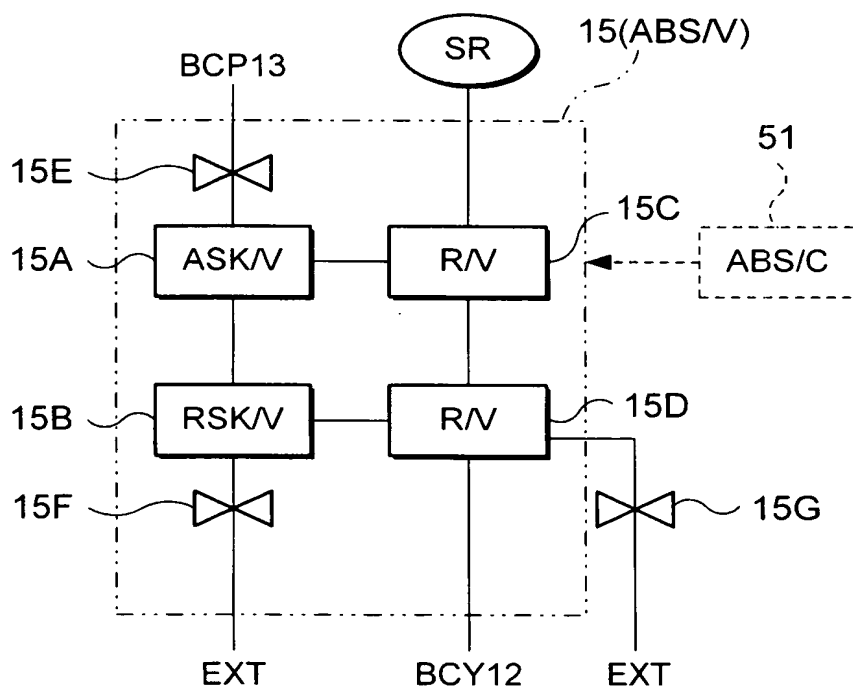 SR
15(ABS/V)
BCP13
51
15E
15C
15A
ASK/V
R/V
ABS/C
15B
RSK/V
R/V
15D
15F
15G
EXT
BCY12
EXT